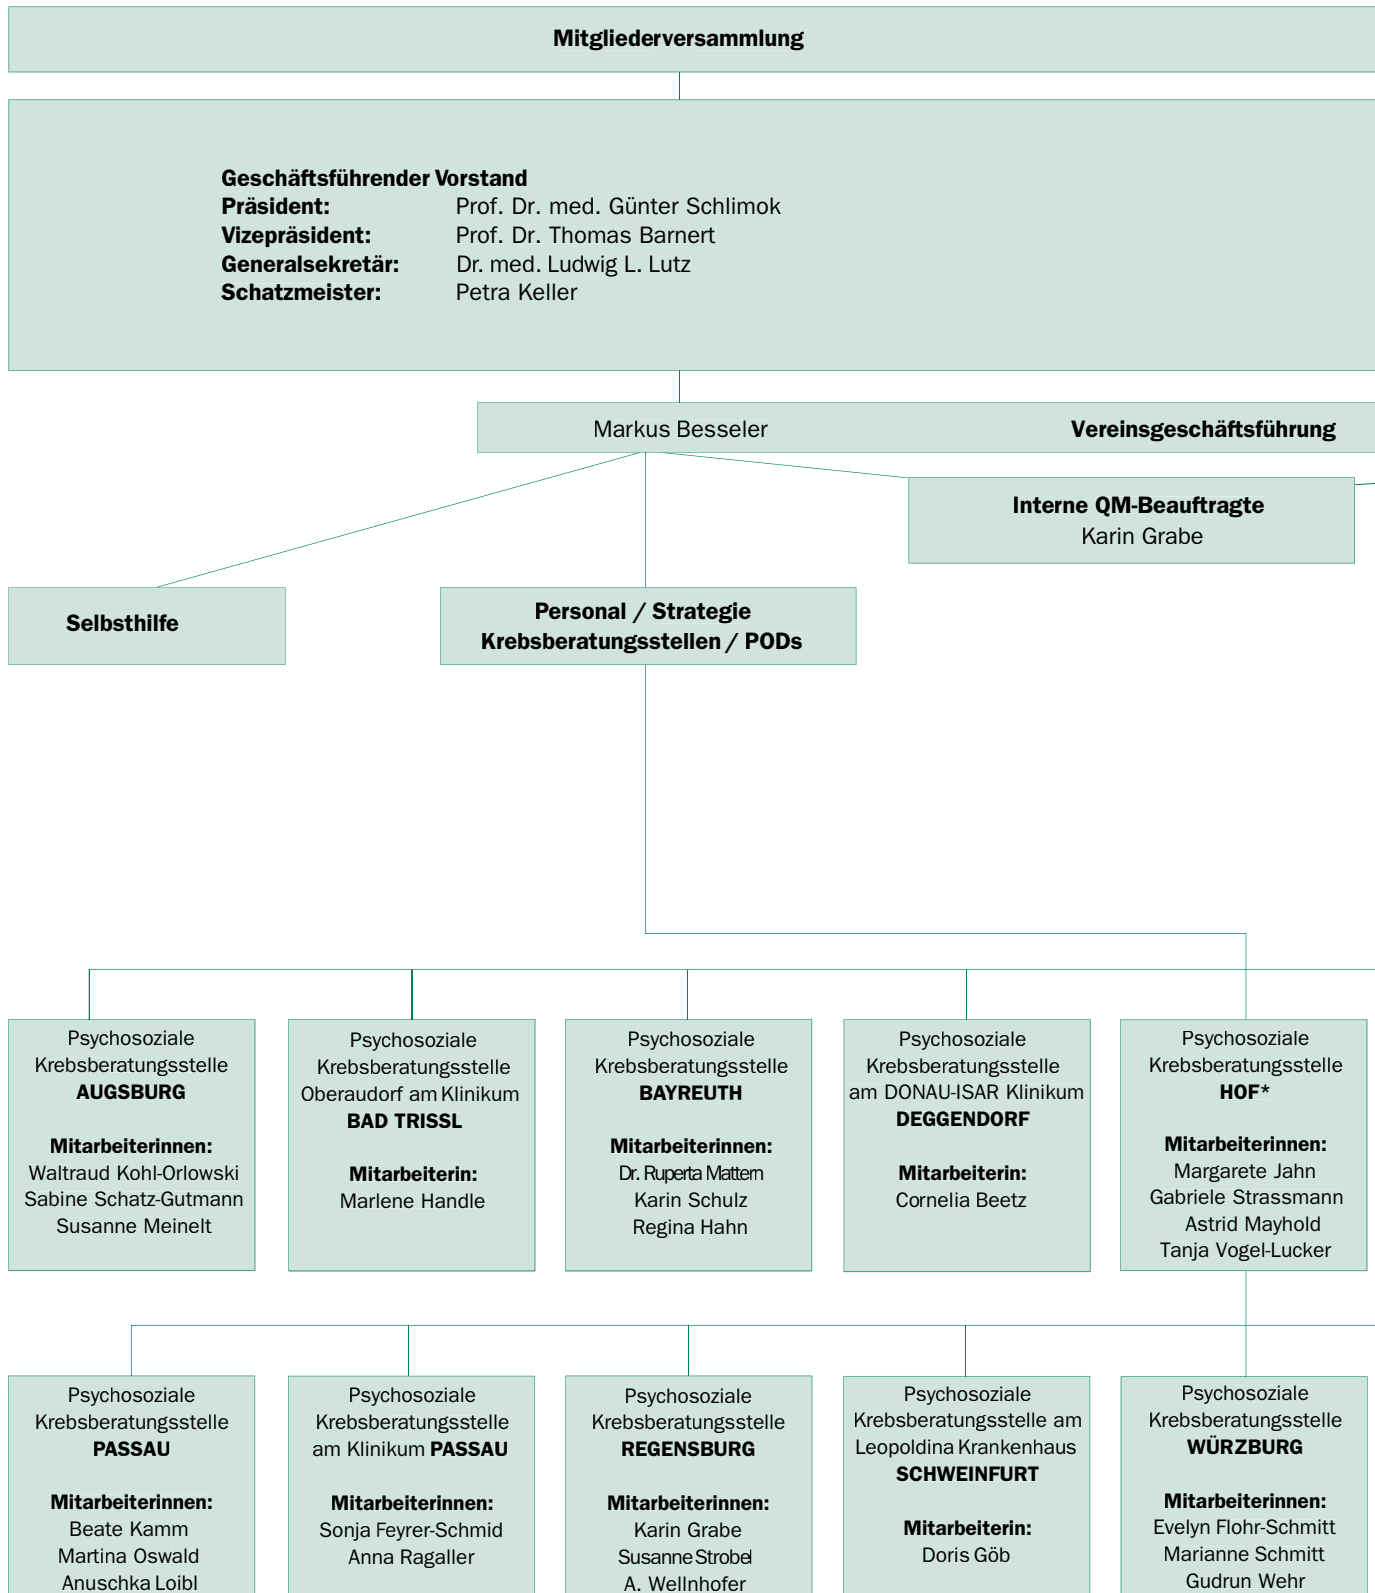 Mitgliederversammlung
Geschäftsführender Vorstand
Präsident: Prof. Dr. med. Günter Schlimok
Vizepräsident: Prof. Dr. Thomas Barnert
Generalsekretär: Dr. med. Ludwig L. Lutz
Schatzmeister: Petra Keller
Markus Besseler Vereinsgeschäftsführung
Interne QM-Beauftragte
Karin Grabe
Selbsthilfe
Personal / Strategie
Krebsberatungsstellen / PODs
Psychosoziale
Krebsberatungsstelle
AUGSBURG
Mitarbeiterinnen:
Waltraud Kohl-Orlowski
Sabine Schatz-Gutmann
Susanne Meinelt
Psychosoziale
Krebsberatungsstelle
Oberaudorf am Klinikum
BAD TRISSL
Mitarbeiterin:
Marlene Handle
Psychosoziale
Krebsberatungsstelle
BAYREUTH
Mitarbeiterinnen:
Dr. Ruperta Mattern
Karin Schulz
Regina Hahn
Psychosoziale
Krebsberatungsstelle
am DONAU-ISAR Klinikum
DEGGENDORF
Mitarbeiterin:
Cornelia Beetz
Psychosoziale
Krebsberatungsstelle
HOF*
Mitarbeiterinnen:
Margarete Jahn
Gabriele Strassmann
Astrid Mayhold
Tanja Vogel-Lucker
Psychosoziale
Krebsberatungsstelle
PASSAU
Mitarbeiterinnen:
Beate Kamm
Martina Oswald
Anuschka Loibl
Psychosoziale
Krebsberatungsstelle
am Klinikum PASSAU
Mitarbeiterinnen:
Sonja Feyrer-Schmid
Anna Ragaller
Psychosoziale
Krebsberatungsstelle
REGENSBURG
Mitarbeiterinnen:
Karin Grabe
Susanne Strobel
A. Wellnhofer
Psychosoziale
Krebsberatungsstelle am
Leopoldina Krankenhaus
SCHWEINFURT
Mitarbeiterin:
Doris Göb
Psychosoziale
Krebsberatungsstelle
WÜRZBURG
Mitarbeiterinnen:
Evelyn Flohr-Schmitt
Marianne Schmitt
Gudrun Wehr